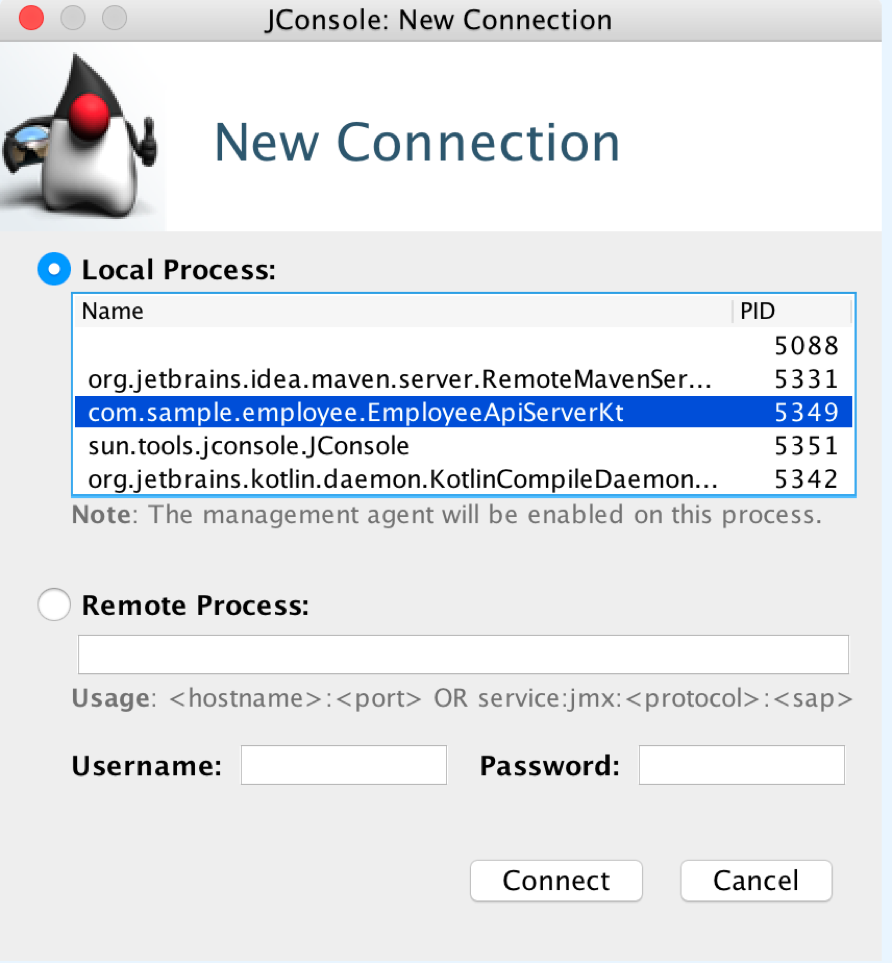 JConsole: New Connection
New Connection
Local Process:
Name PID
5088
org.jetbrains.idea.maven.server.RemoteMavenSer... 5331
com.sample.employee.EmployeeApiServerKt 5349
sun.tools.jconsole.JConsole 5351
org.jetbrains.kotlin.daemon.KotlinCompileDaemon... 5342
Note: The management agent will be enabled on this process.
Remote Process:
Usage: <hostname>:<port> OR service:jmx:<protocol>:<sap>
Username: Password:
Connect Cancel